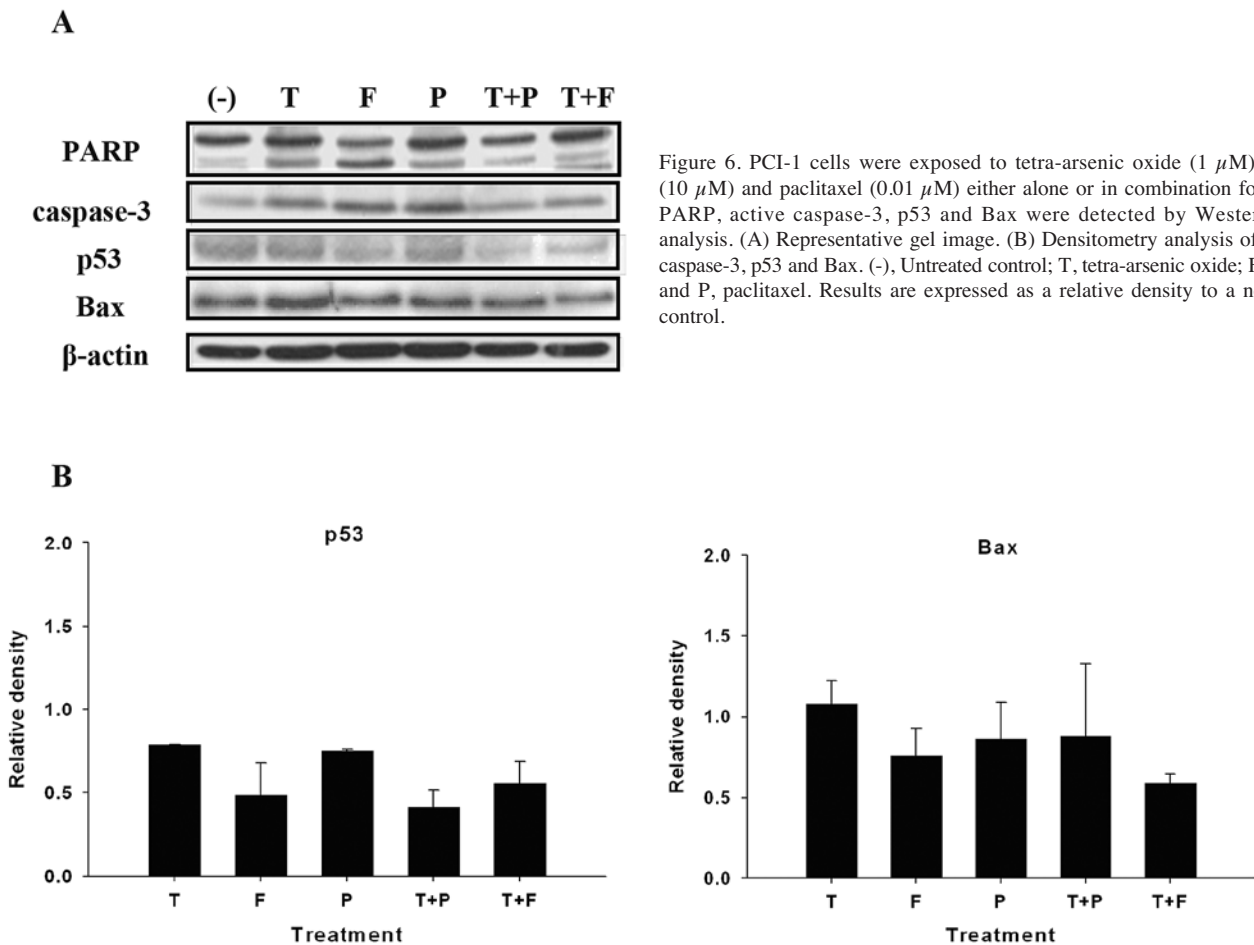 A
(-) T F P T+P T+F
PARP
caspase-3
p53
Bax
β-actin
Figure 6. PCI-1 cells were exposed to tetra-arsenic oxide (1 µM)
(10 µM) and paclitaxel (0.01 µM) either alone or in combination fo
PARP, active caspase-3, p53 and Bax were detected by Wester
analysis. (A) Representative gel image. (B) Densitometry analysis of
caspase-3, p53 and Bax. (-), Untreated control; T, tetra-arsenic oxide; F
and P, paclitaxel. Results are expressed as a relative density to a n
control.
B
p53
Relative density
2.0
1.5
1.0
0.5
0.0
T F P T+P T+F
Treatment
Bax
Relative density
2.0
1.5
1.0
0.5
0.0
T F P T+P T+F
Treatment